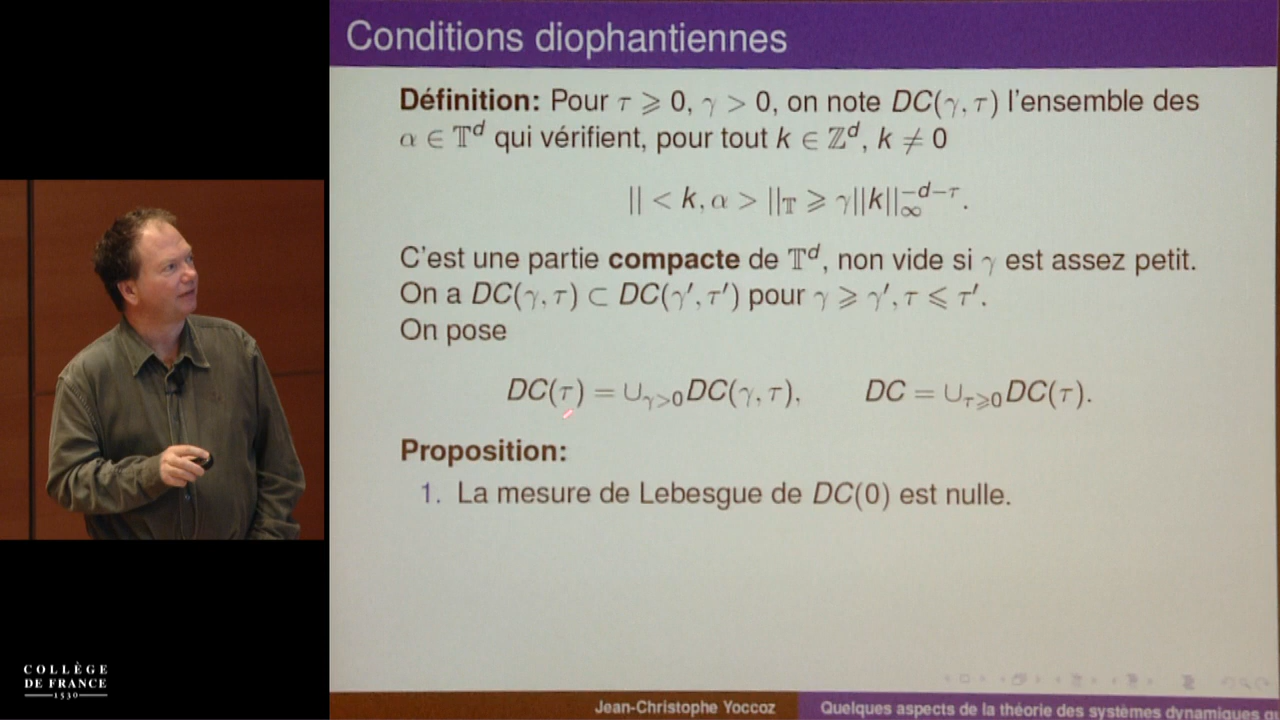 Conditions diophantiennes
Définition: Pour τ ⩾ 0, γ > 0, on note DC(γ, τ) l'ensemble des
α ∈ 𝕋^d qui vérifient, pour tout k ∈ ℤ^d, k ≠ 0
|| < k, α > ||_𝕋 ⩾ γ||k||_∞^{-d-τ}.
C'est une partie compacte de 𝕋^d, non vide si γ est assez petit.
On a DC(γ, τ) ⊂ DC(γ′, τ′) pour γ ⩾ γ′, τ ⩽ τ′.
On pose
DC(τ) = ∪_{γ>0}DC(γ, τ), DC = ∪_{τ⩾0}DC(τ).
Proposition:
1. La mesure de Lebesgue de DC(0) est nulle.
COLLÈGE
DE FRANCE
1530
Jean-Christophe Yoccoz
Quelques aspects de la théorie des systèmes dynamiques